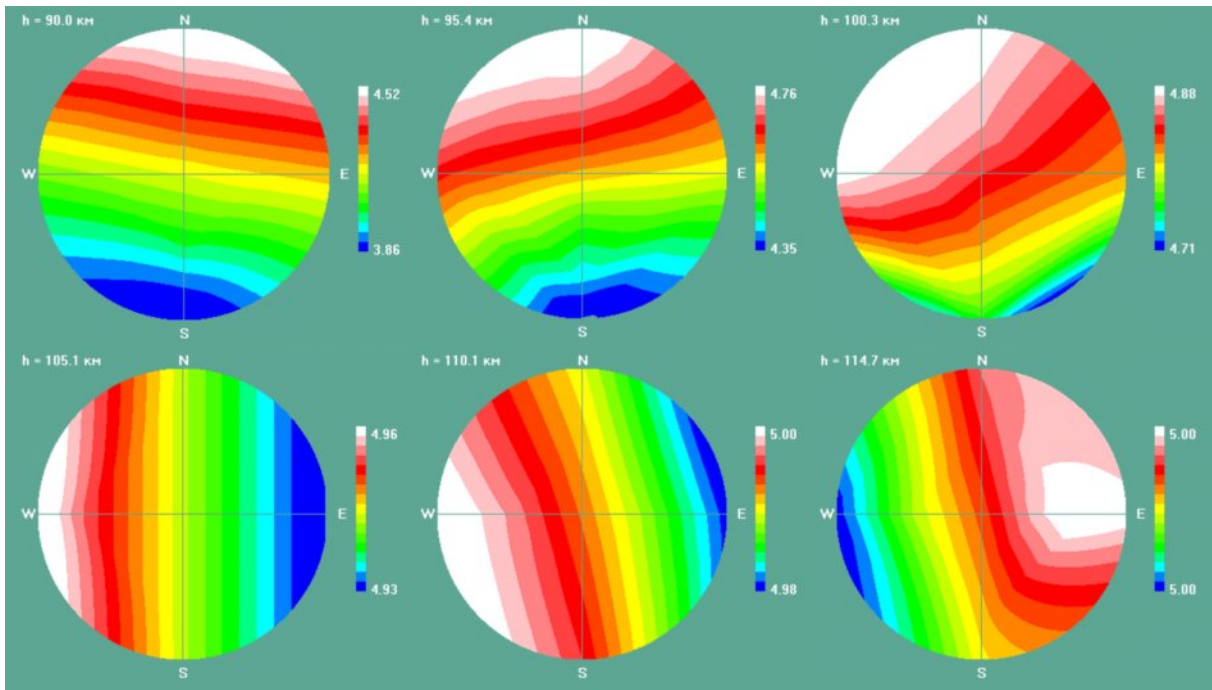 h = 90.0 км
N
W
E
S
4.52
3.86
h = 95.4 км
N
W
E
S
4.76
4.35
h = 100.3 км
N
W
E
S
4.88
4.71
h = 105.1 км
N
W
E
S
4.96
4.93
h = 110.1 км
N
W
E
S
5.00
4.98
h = 114.7 км
N
W
E
S
5.00
5.00